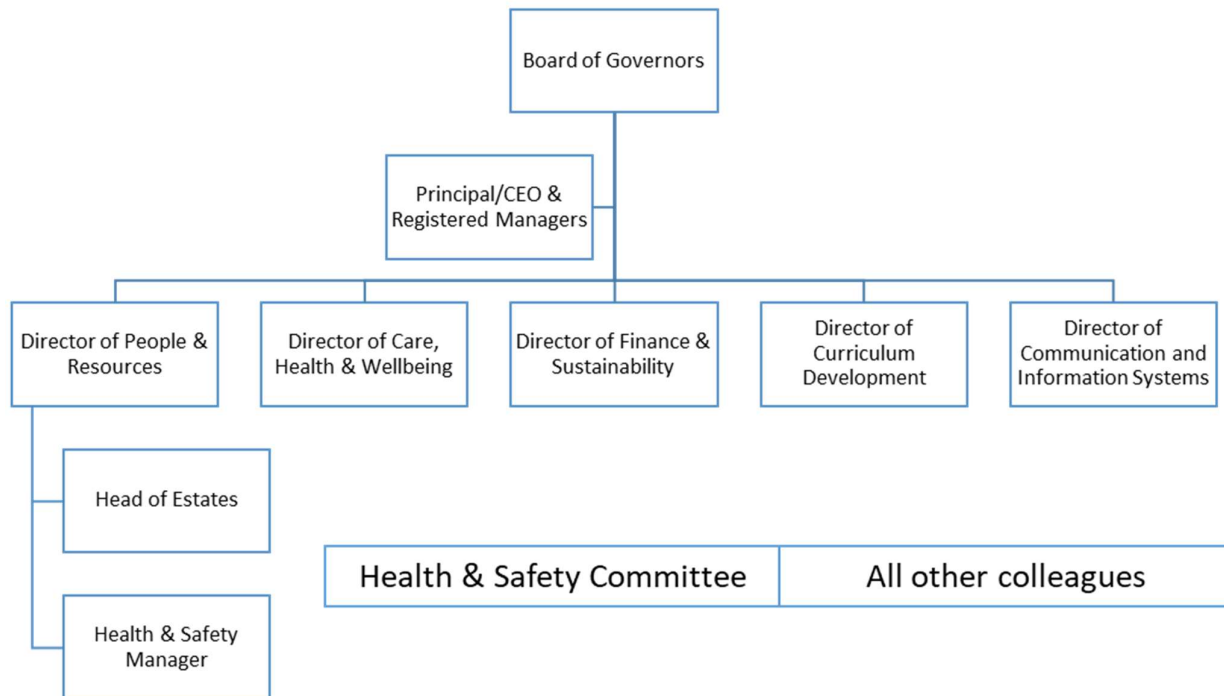 Board of Governors
Principal/CEO &
Registered Managers
Director of People &
Resources
Director of Care,
Health & Wellbeing
Director of Finance &
Sustainability
Director of
Curriculum
Development
Director of
Communication and
Information Systems
Head of Estates
Health & Safety
Manager
Health & Safety Committee
All other colleagues